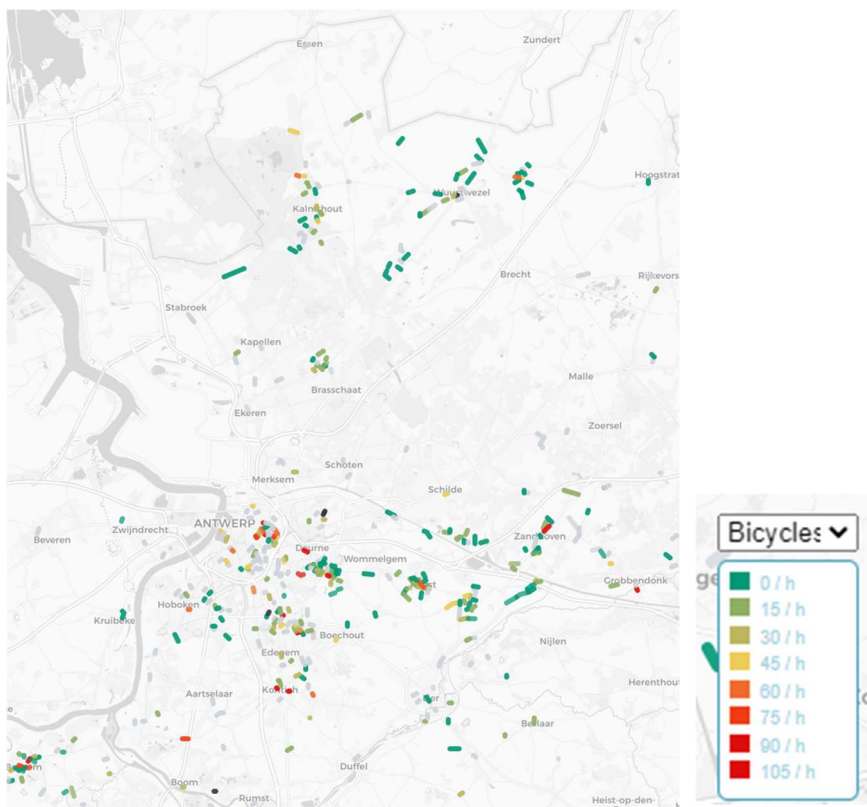 Essen
Zundert
Hoogstrat
Wuustwezel
Kalmthout
Brecht
Rijkevors
Stabroek
Kapellen
Brasschaat
Malle
Ekeren
Zoersel
Schoten
Merksem
Schilde
ANTWERP
Zwijndrecht
Beveren
Deurne
Zandhoven
Wommelgem
Grobbendonk
Hoboken
Kruibeke
Boechout
Nijlen
Edegem
Aartselaar
Kontich
Herenthout
Berlaar
Duffel
Boom
Rumst
Heist-op-den-
Bicycles
0 / h
15 / h
30 / h
45 / h
60 / h
75 / h
90 / h
105 / h